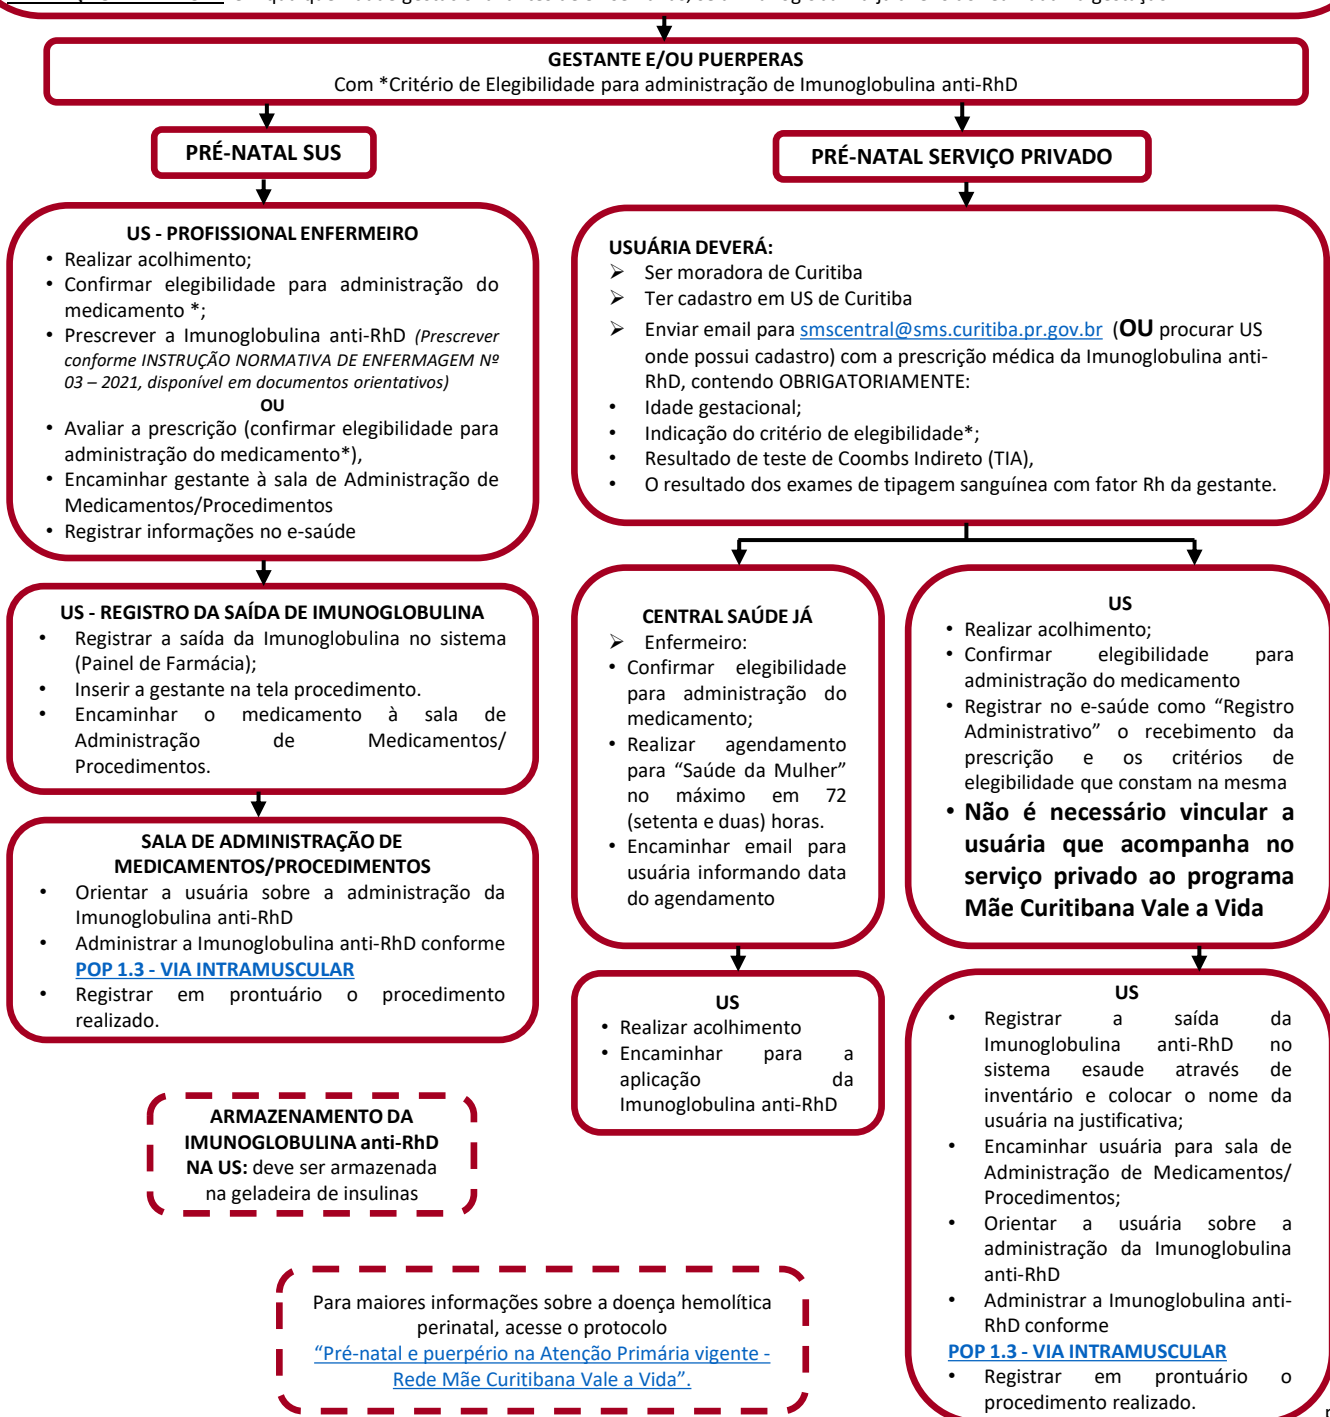 GESTANTE E/OU PUERPERAS
Com *Critério de Elegibilidade para administração de Imunoglobulina anti-RhD
PRÉ-NATAL SUS
PRÉ-NATAL SERVIÇO PRIVADO
US - PROFISSIONAL ENFERMEIRO
• Realizar acolhimento;
• Confirmar elegibilidade para administração do
medicamento *;
• Prescrever a Imunoglobulina anti-RhD (Prescrever
conforme INSTRUÇÃO NORMATIVA DE ENFERMAGEM Nº
03 – 2021, disponível em documentos orientativos)
OU
• Avaliar a prescrição (confirmar elegibilidade para
administração do medicamento*),
• Encaminhar gestante à sala de Administração de
Medicamentos/Procedimentos
• Registrar informações no e-saúde
USUÁRIA DEVERÁ:
➢ Ser moradora de Curitiba
➢ Ter cadastro em US de Curitiba
➢ Enviar email para smscentral@sms.curitiba.pr.gov.br (OU procurar US
onde possui cadastro) com a prescrição médica da Imunoglobulina anti-
RhD, contendo OBRIGATORIAMENTE:
• Idade gestacional;
• Indicação do critério de elegibilidade*;
• Resultado de teste de Coombs Indireto (TIA),
• O resultado dos exames de tipagem sanguínea com fator Rh da gestante.
US - REGISTRO DA SAÍDA DE IMUNOGLOBULINA
• Registrar a saída da Imunoglobulina no sistema
(Painel de Farmácia);
• Inserir a gestante na tela procedimento.
• Encaminhar o medicamento à sala de
Administração de Medicamentos/
Procedimentos.
SALA DE ADMINISTRAÇÃO DE
MEDICAMENTOS/PROCEDIMENTOS
• Orientar a usuária sobre a administração da
Imunoglobulina anti-RhD
• Administrar a Imunoglobulina anti-RhD conforme
POP 1.3 - VIA INTRAMUSCULAR
• Registrar em prontuário o procedimento
realizado.
CENTRAL SAÚDE JÁ
➢ Enfermeiro:
• Confirmar elegibilidade
para administração do
medicamento;
• Realizar agendamento
para “Saúde da Mulher”
no máximo em 72
(setenta e duas) horas.
• Encaminhar email para
usuária informando data
do agendamento
US
• Realizar acolhimento
• Encaminhar para a
aplicação da
Imunoglobulina anti-RhD
US
• Realizar acolhimento;
• Confirmar elegibilidade para
administração do medicamento
• Registrar no e-saúde como “Registro
Administrativo” o recebimento da
prescrição e os critérios de
elegibilidade que constam na mesma
• Não é necessário vincular a
usuária que acompanha no
serviço privado ao programa
Mãe Curitibana Vale a Vida
US
• Registrar a saída da
Imunoglobulina anti-RhD no
sistema esaude através de
inventário e colocar o nome da
usuária na justificativa;
• Encaminhar usuária para sala de
Administração de Medicamentos/
Procedimentos;
• Orientar a usuária sobre a
administração da Imunoglobulina
anti-RhD
• Administrar a Imunoglobulina anti-
RhD conforme
POP 1.3 - VIA INTRAMUSCULAR
• Registrar em prontuário o
procedimento realizado.
ARMAZENAMENTO DA
IMUNOGLOBULINA anti-RhD
NA US: deve ser armazenada
na geladeira de insulinas
Para maiores informações sobre a doença hemolítica
perinatal, acesse o protocolo
“Pré-natal e puerpério na Atenção Primária vigente -
Rede Mãe Curitibana Vale a Vida”.